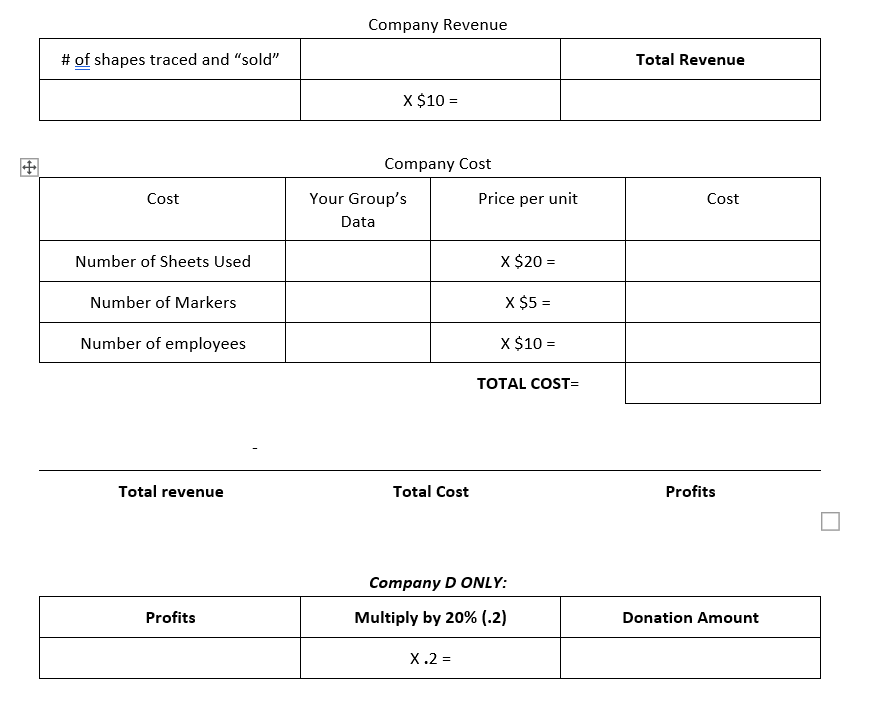 Company Revenue
# of shapes traced and “sold” Total Revenue
X $10 =
Company Cost
Cost Your Group’s Data Price per unit Cost
Number of Sheets Used X $20 =
Number of Markers X $5 =
Number of employees X $10 =
TOTAL COST=
-
Total revenue Total Cost Profits
Company D ONLY:
Profits Multiply by 20% (.2) Donation Amount
X .2 =